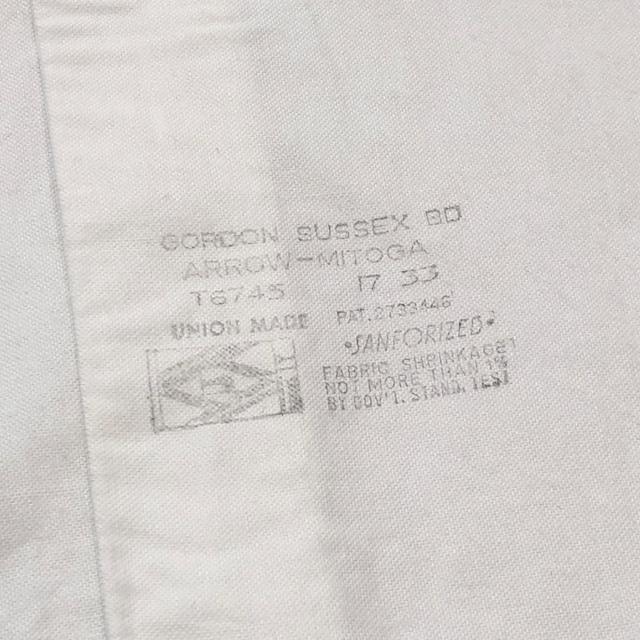 GORDON SUSSEX BD
ARROW-MITOGA
T6745 17 33
UNION MADE PAT. 2733446
"SANFORIZED"
FABRIC SHRINKAGE
NOT MORE THAN 1%
BY GOV'T. STAND. TEST